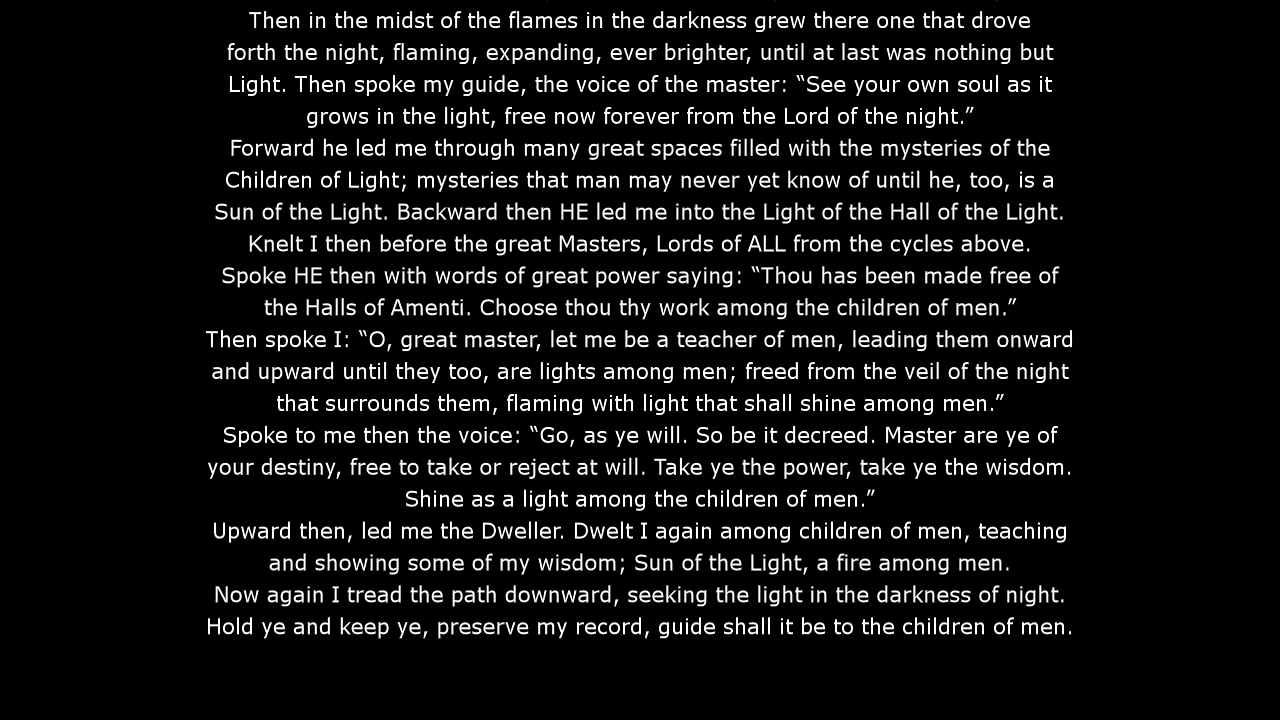 Then in the midst of the flames in the darkness grew there one that drove
forth the night, flaming, expanding, ever brighter, until at last was nothing but
Light. Then spoke my guide, the voice of the master: “See your own soul as it
grows in the light, free now forever from the Lord of the night.”
Forward he led me through many great spaces filled with the mysteries of the
Children of Light; mysteries that man may never yet know of until he, too, is a
Sun of the Light. Backward then HE led me into the Light of the Hall of the Light.
Knelt I then before the great Masters, Lords of ALL from the cycles above.
Spoke HE then with words of great power saying: “Thou has been made free of
the Halls of Amenti. Choose thou thy work among the children of men.”
Then spoke I: “O, great master, let me be a teacher of men, leading them onward
and upward until they too, are lights among men; freed from the veil of the night
that surrounds them, flaming with light that shall shine among men.”
Spoke to me then the voice: “Go, as ye will. So be it decreed. Master are ye of
your destiny, free to take or reject at will. Take ye the power, take ye the wisdom.
Shine as a light among the children of men.”
Upward then, led me the Dweller. Dwelt I again among children of men, teaching
and showing some of my wisdom; Sun of the Light, a fire among men.
Now again I tread the path downward, seeking the light in the darkness of night.
Hold ye and keep ye, preserve my record, guide shall it be to the children of men.